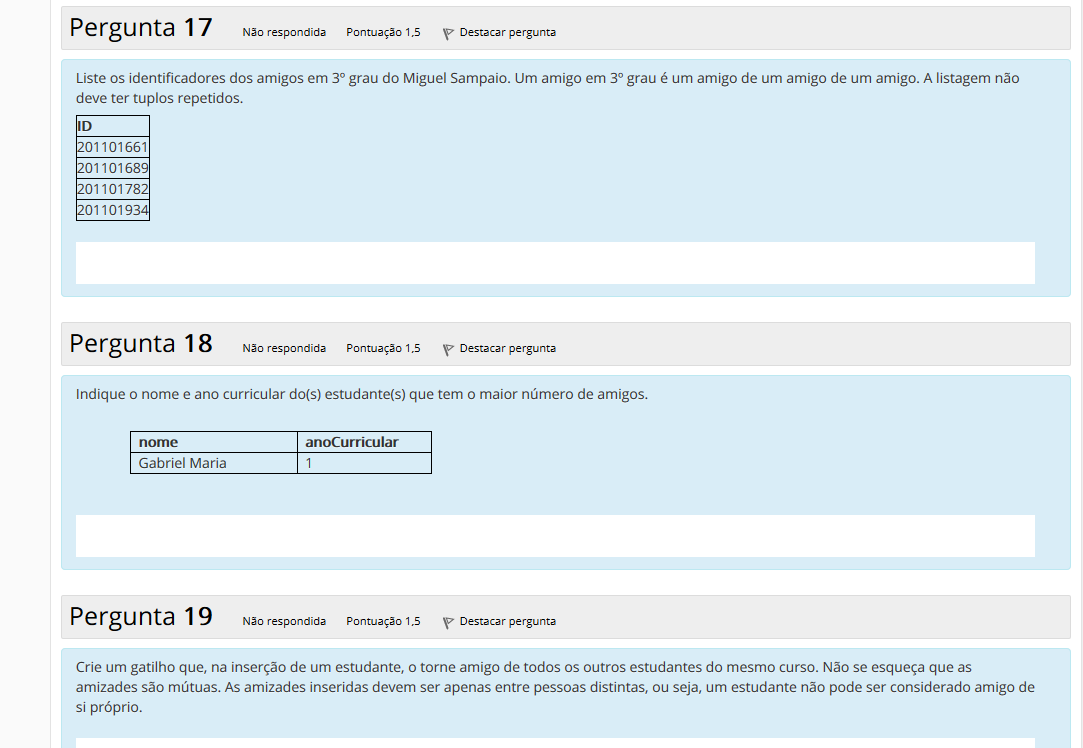 Pergunta 17 Não respondida Pontuação 1,5 Destacar pergunta
Liste os identificadores dos amigos em 3º grau do Miguel Sampaio. Um amigo em 3º grau é um amigo de um amigo de um amigo. A listagem não
deve ter tuplos repetidos.
ID
201101661
201101689
201101782
201101934
Pergunta 18 Não respondida Pontuação 1,5 Destacar pergunta
Indique o nome e ano curricular do(s) estudante(s) que tem o maior número de amigos.
nome anoCurricular
Gabriel Maria 1
Pergunta 19 Não respondida Pontuação 1,5 Destacar pergunta
Crie um gatilho que, na inserção de um estudante, o torne amigo de todos os outros estudantes do mesmo curso. Não se esqueça que as
amizades são mútuas. As amizades inseridas devem ser apenas entre pessoas distintas, ou seja, um estudante não pode ser considerado amigo de
si próprio.